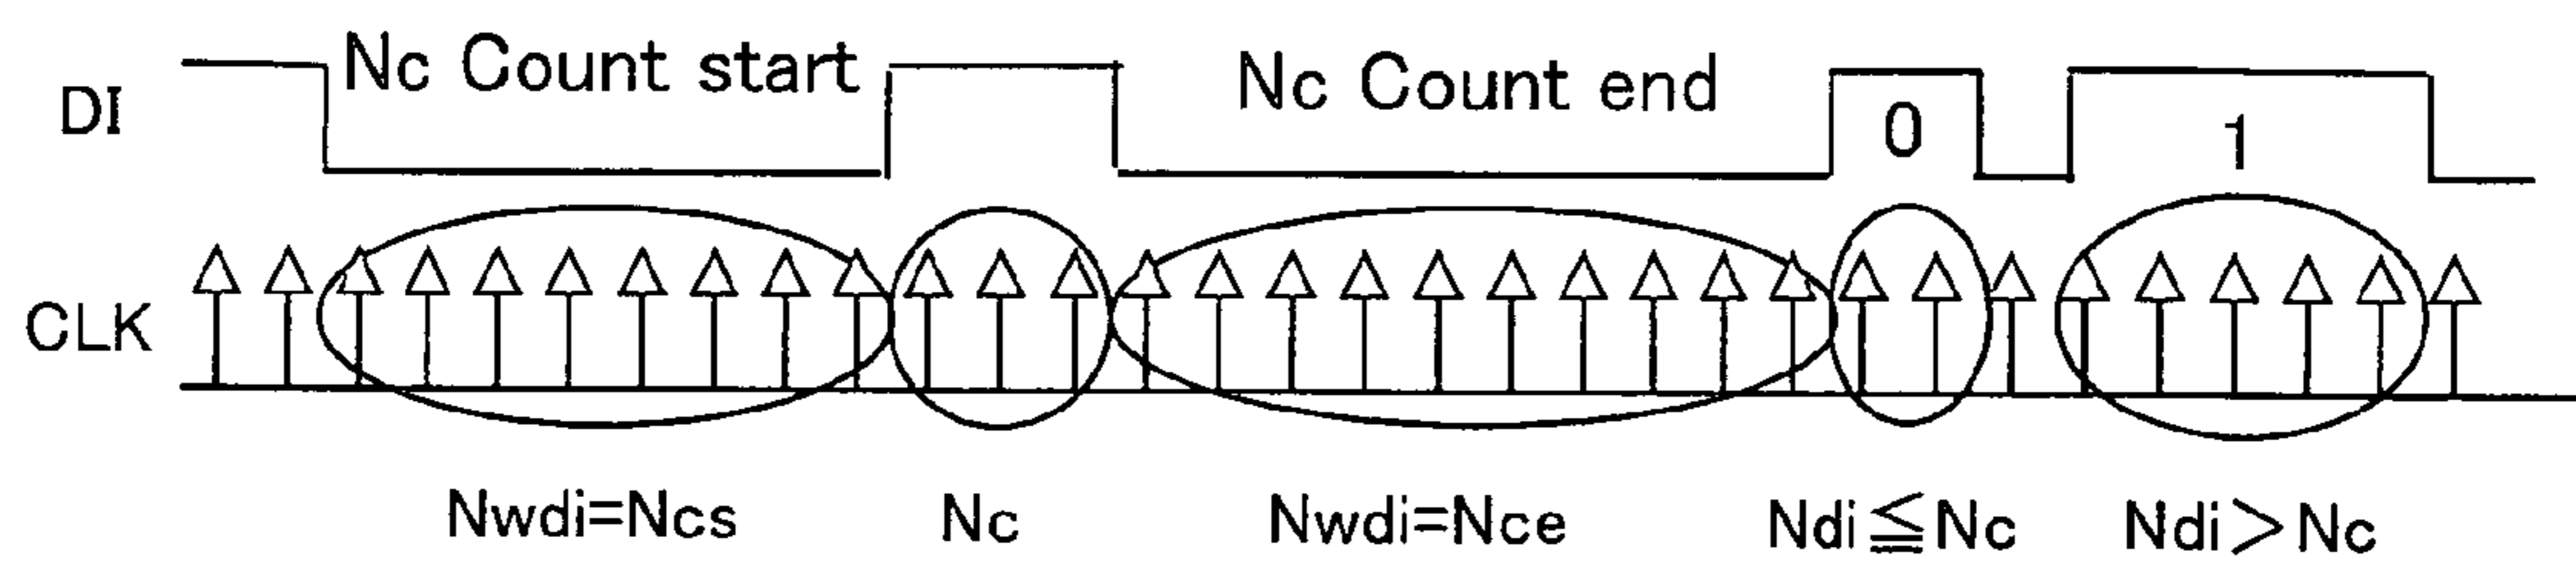 DI
Nc Count start
Nc Count end
0
1
CLK
Nwdi=Ncs
Nc
Nwdi=Nce
Ndi≦Nc
Ndi>Nc